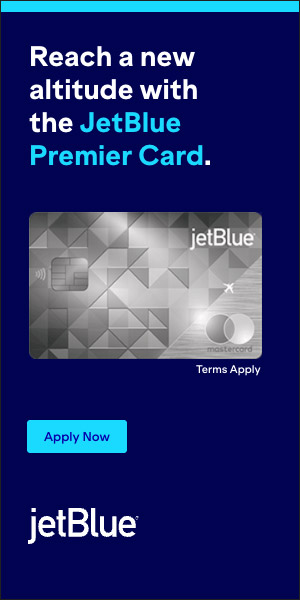 Reach a new
altitude with
the JetBlue
Premier Card.
jetBlue
mastercard
Terms Apply
Apply Now
jetBlue